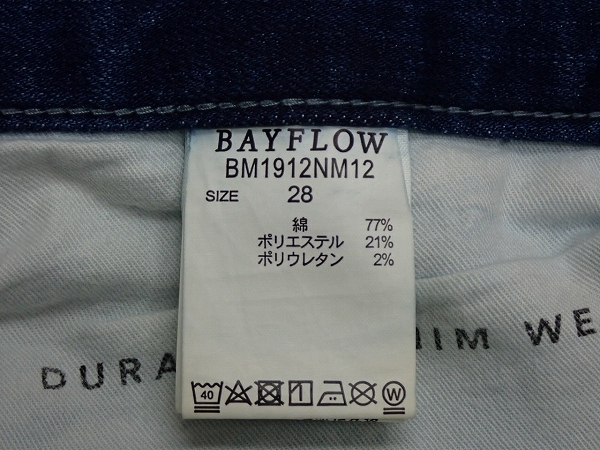 BAYFLOW
BM1912NM12
SIZE 28
綿 77%
ポリエステル 21%
ポリウレタン 2%
DURA IM WE
40
W